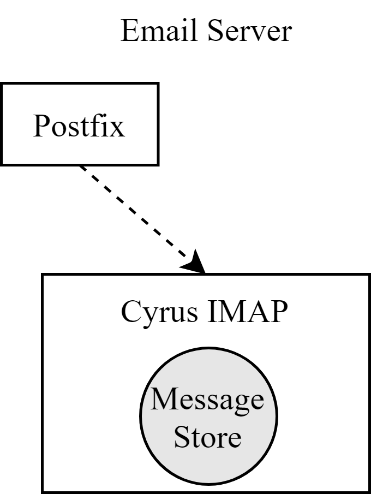 Email Server
Postfix
Cyrus IMAP
Message
Store